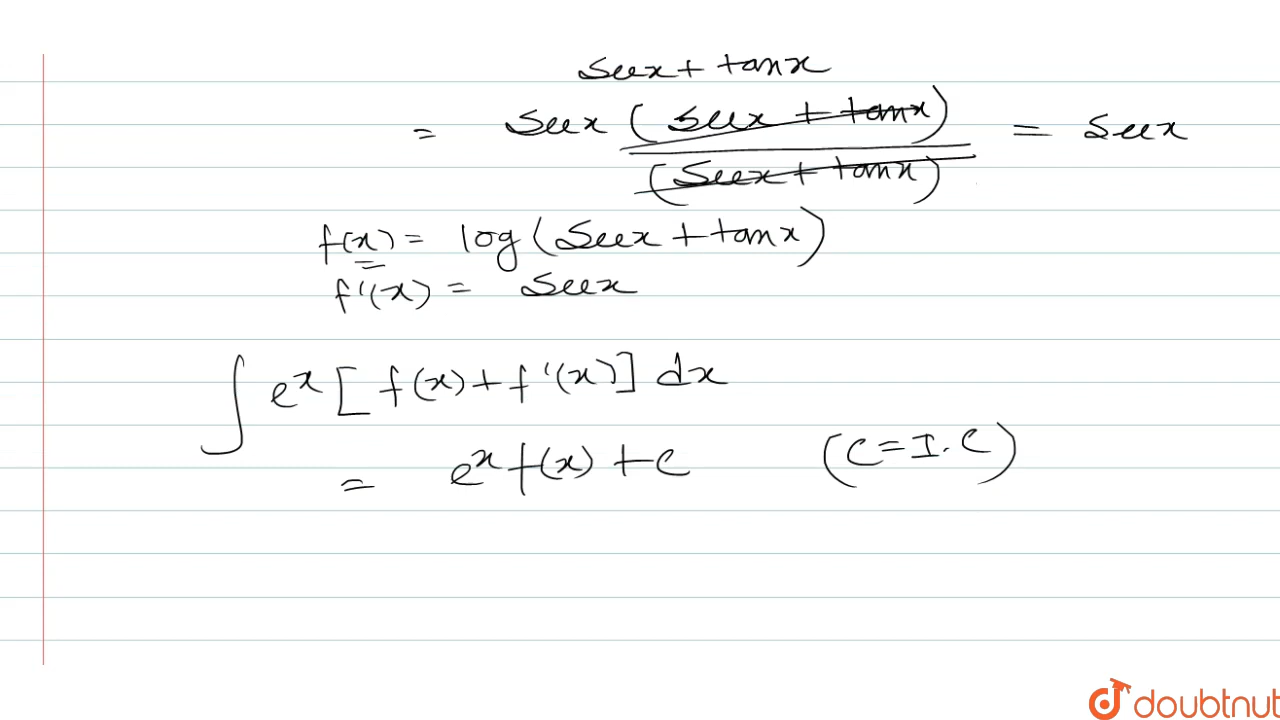 secx + tanx
= secx (secx + tanx) = secx
(secx + tanx)
f(x) = log(secx + tanx)
f'(x) = secx
∫ e^x [f(x) + f'(x)] dx
= e^x f(x) + c (c = I.C)
doubtnut